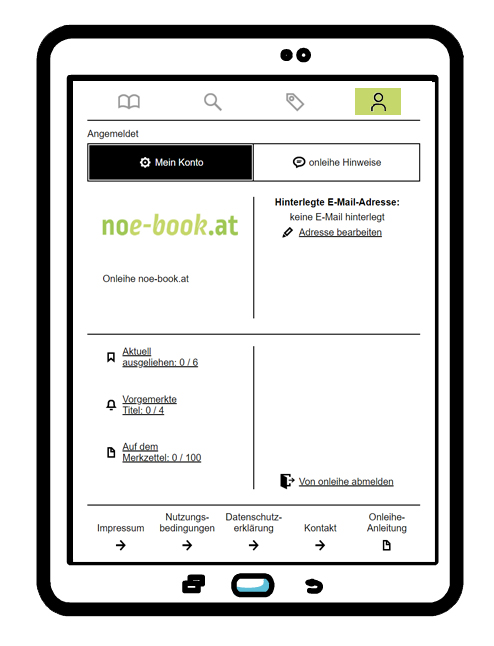 Angemeldet
Mein Konto
onleihe Hinweise
noe-book.at
Onleihe noe-book.at
Hinterlegte E-Mail-Adresse:
keine E-Mail hinterlegt
Adresse bearbeiten
Aktuell
ausgeliehen: 0 / 6
Vorgemerkte
Titel: 0 / 4
Auf dem
Merkzettel: 0 / 100
Von onleihe abmelden
Impressum
Nutzungs-
bedingungen
Datenschutz-
erklärung
Kontakt
Onleihe-
Anleitung